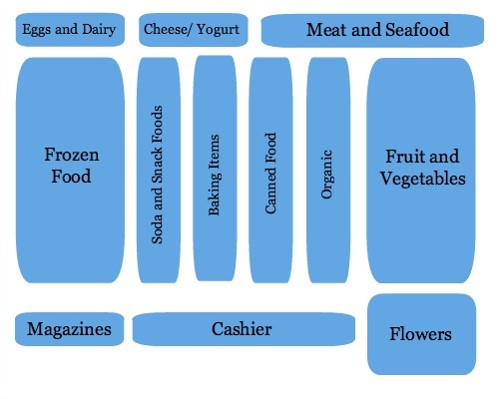 Eggs and Dairy
Cheese/ Yogurt
Meat and Seafood
Frozen
Food
Soda and Snack Foods
Baking Items
Canned Food
Organic
Fruit and
Vegetables
Magazines
Cashier
Flowers